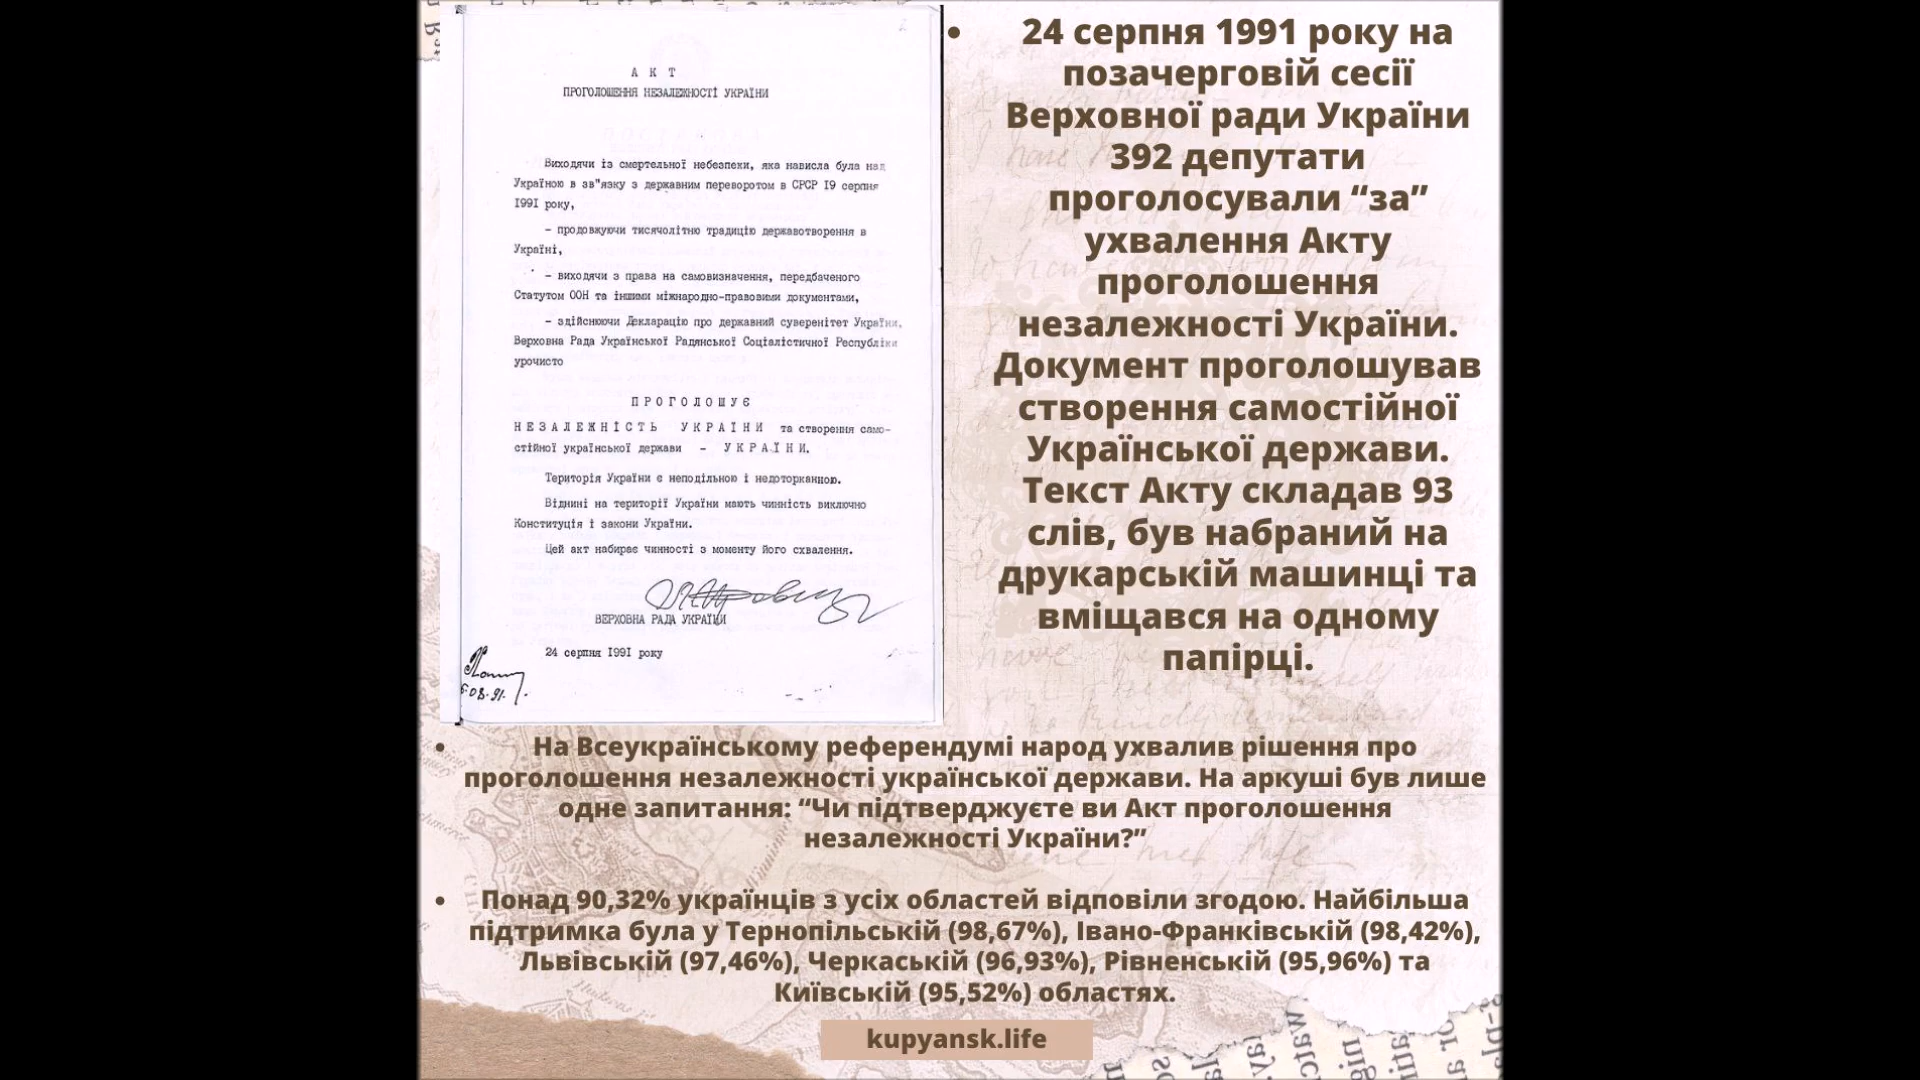 А К Т
ПРОГОЛОШЕННЯ НЕЗАЛЕЖНОСТІ УКРАЇНИ
Виходячи із смертельної небезпеки, яка нависла була над
Україною в зв"язку з державним переворотом в СРСР 19 серпня
1991 року,
- продовжуючи тисячолітню традицію державотворення в
Україні,
- виходячи з права на самовизначення, передбаченого
Статутом ООН та іншими міжнародно-правовими документами,
- здійснюючи Декларацію про державний суверенітет України,
Верховна Рада Української Радянської Соціалістичної Республіки
урочисто
П Р О Г О Л О Ш У Є
Н Е З А Л Е Ж Н І С Т Ь У К Р А Ї Н И та створення само-
стійної української держави - У К Р А Ї Н И.
Територія України є неподільною і недоторканною.
Віднині на території України мають чинність виключно
Конституція і закони України.
Цей акт набирає чинності з моменту його схвалення.
ВЕРХОВНА РАДА УКРАЇНИ
24 серпня 1991 року
• 24 серпня 1991 року на
позачерговій сесії
Верховної ради України
392 депутати
проголосували “за”
ухвалення Акту
проголошення
незалежності України.
Документ проголошував
створення самостійної
Української держави.
Текст Акту складав 93
слів, був набраний на
друкарській машинці та
вміщався на одному
папірці.
• На Всеукраїнському референдумі народ ухвалив рішення про
проголошення незалежності української держави. На аркуші був лише
одне запитання: “Чи підтверджуєте ви Акт проголошення
незалежності України?”
• Понад 90,32% українців з усіх областей відповіли згодою. Найбільша
підтримка була у Тернопільській (98,67%), Івано-Франківській (98,42%),
Львівській (97,46%), Черкаській (96,93%), Рівненській (95,96%) та
Київській (95,52%) областях.
kupyansk.life